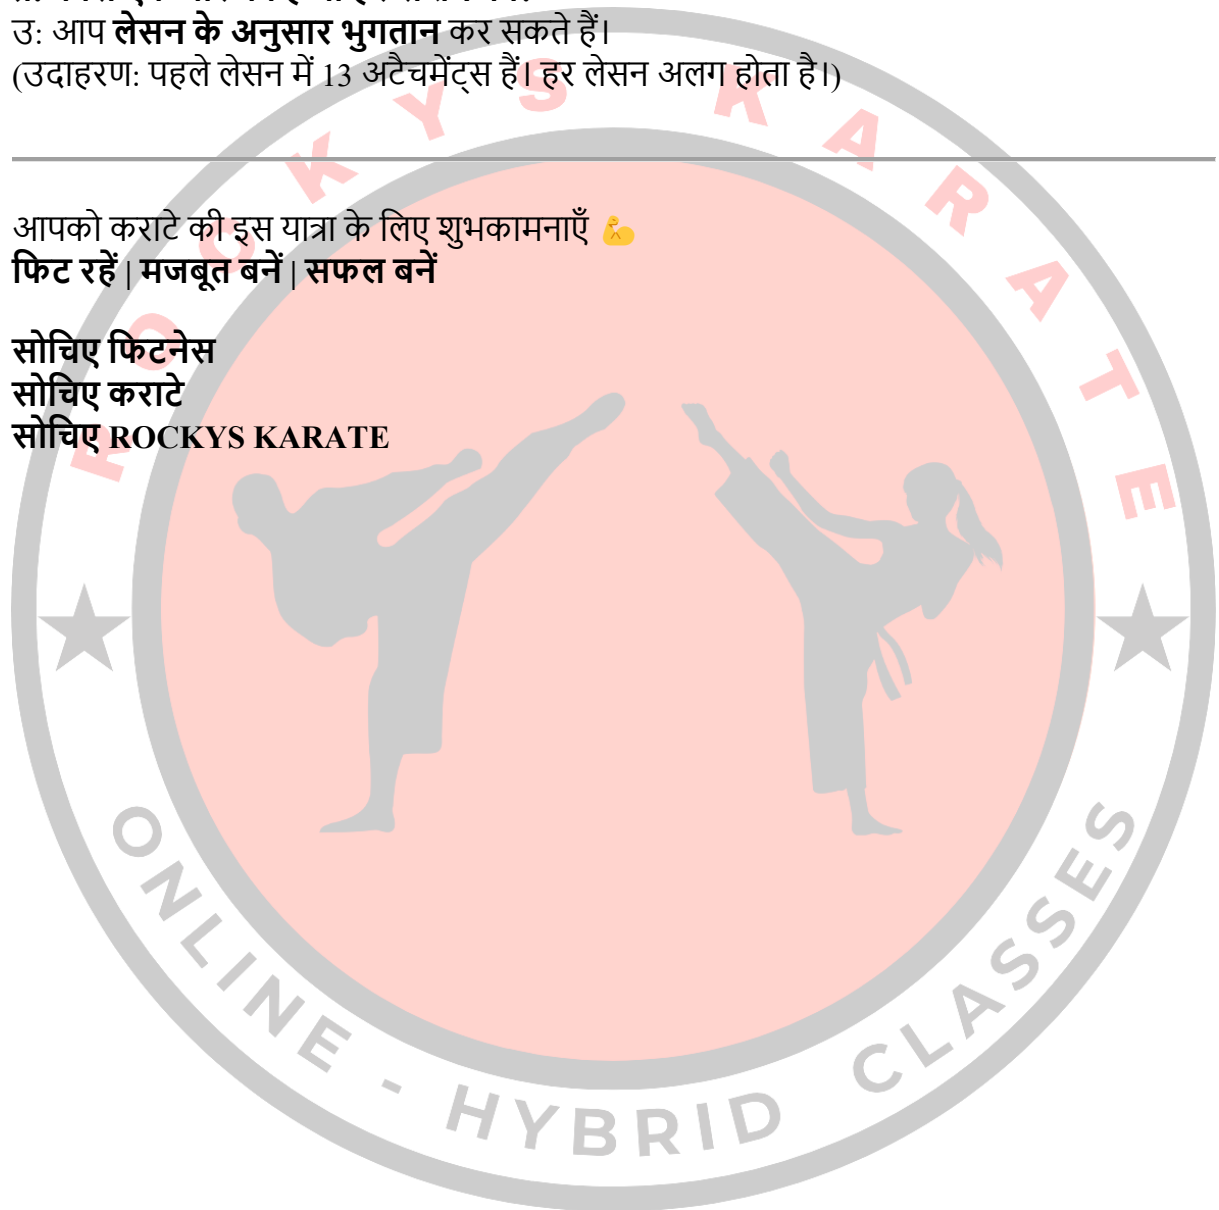 उ: आप लेसन के अनुसार भुगतान कर सकते हैं।
(उदाहरण: पहले लेसन में 13 अटैचमेंट्स हैं। हर लेसन अलग होता है।)
आपको कराटे की इस यात्रा के लिए शुभकामनाएँ 💪
फिट रहें | मजबूत बनें | सफल बनें
सोचिए फिटनेस
सोचिए कराटे
सोचिए ROCKYS KARATE
ROCKYS KARATE
ONLINE - HYBRID CLASSES